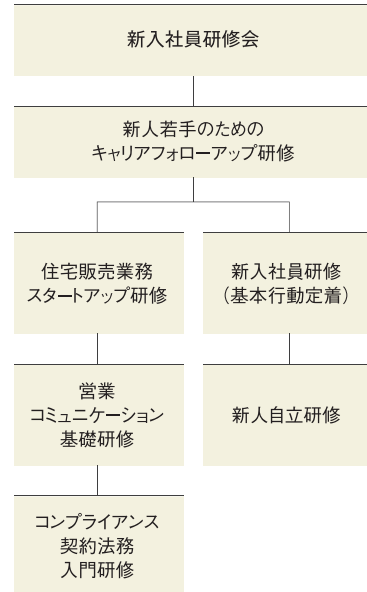 新入社員研修会
新人若手のための
キャリアフォローアップ研修
住宅販売業務
スタートアップ研修
新入社員研修
（基本行動定着）
営業
コミュニケーション
基礎研修
新人自立研修
コンプライアンス
契約法務
入門研修